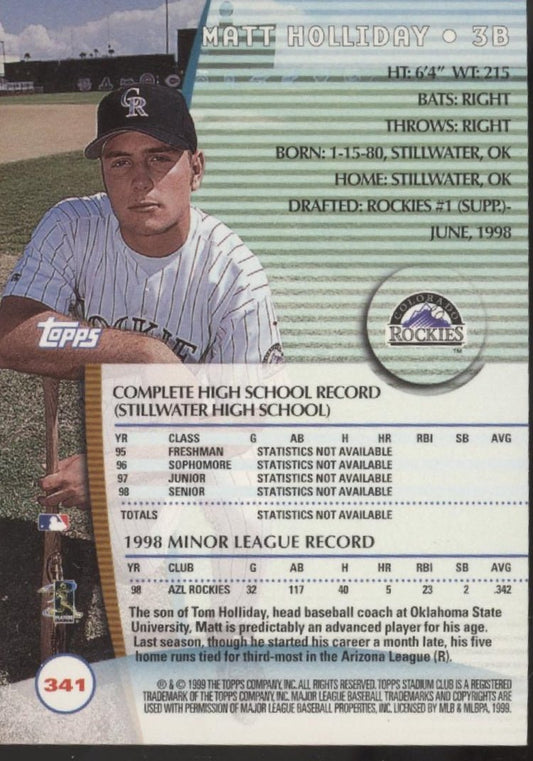 MATT HOLLIDAY • 3B
HT: 6'4" WT: 215
BATS: RIGHT
THROWS: RIGHT
BORN: 1-15-80, STILLWATER, OK
HOME: STILLWATER, OK
DRAFTED: ROCKIES #1 (SUPP.)-
JUNE, 1998
CR
ROCKIE
Topps
COLORADO
ROCKIES
TM
COMPLETE HIGH SCHOOL RECORD
(STILLWATER HIGH SCHOOL)
YR CLASS G AB H HR RBI SB AVG
95 FRESHMAN STATISTICS NOT AVAILABLE
96 SOPHOMORE STATISTICS NOT AVAILABLE
97 JUNIOR STATISTICS NOT AVAILABLE
98 SENIOR STATISTICS NOT AVAILABLE
TOTALS STATISTICS NOT AVAILABLE
1998 MINOR LEAGUE RECORD
YR CLUB G AB H HR RBI SB AVG
98 AZL ROCKIES 32 117 40 5 23 2 .342
The son of Tom Holliday, head baseball coach at Oklahoma State
University, Matt is predictably an advanced player for his age.
Last season, though he started his career a month late, his five
home runs tied for third-most in the Arizona League (R).
341
® & © 1999 THE TOPPS COMPANY, INC. ALL RIGHTS RESERVED. TOPPS STADIUM CLUB IS A REGISTERED
TRADEMARK OF THE TOPPS COMPANY, INC. MAJOR LEAGUE BASEBALL TRADEMARKS AND COPYRIGHTS ARE
USED WITH PERMISSION OF MAJOR LEAGUE BASEBALL PROPERTIES, INC. LICENSED BY MLB & MLBPA, 1999.